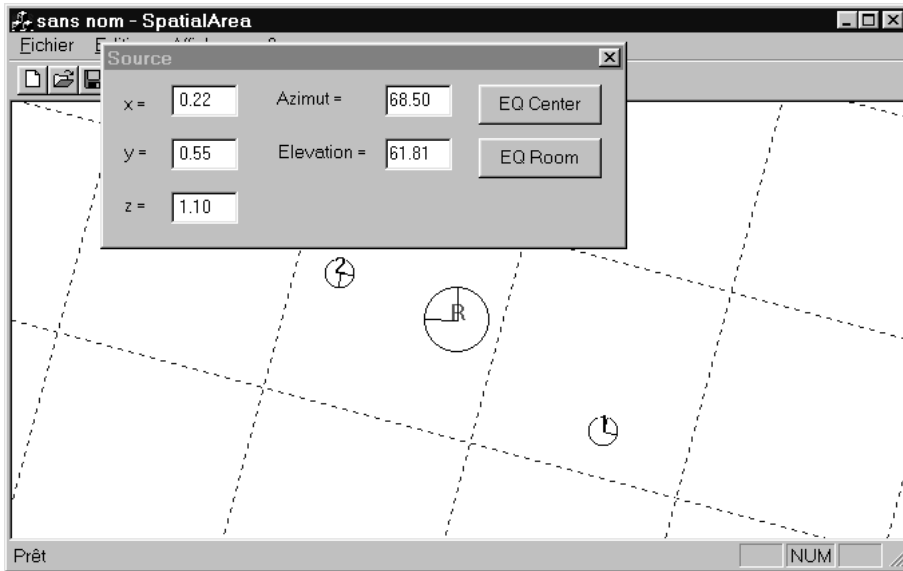 sans nom - SpatialArea
Fichier
Source
x = 0.22 Azimut = 68.50 EQ Center
y = 0.55 Elevation = 61.81 EQ Room
z = 1.10
2
R
1
Prêt NUM